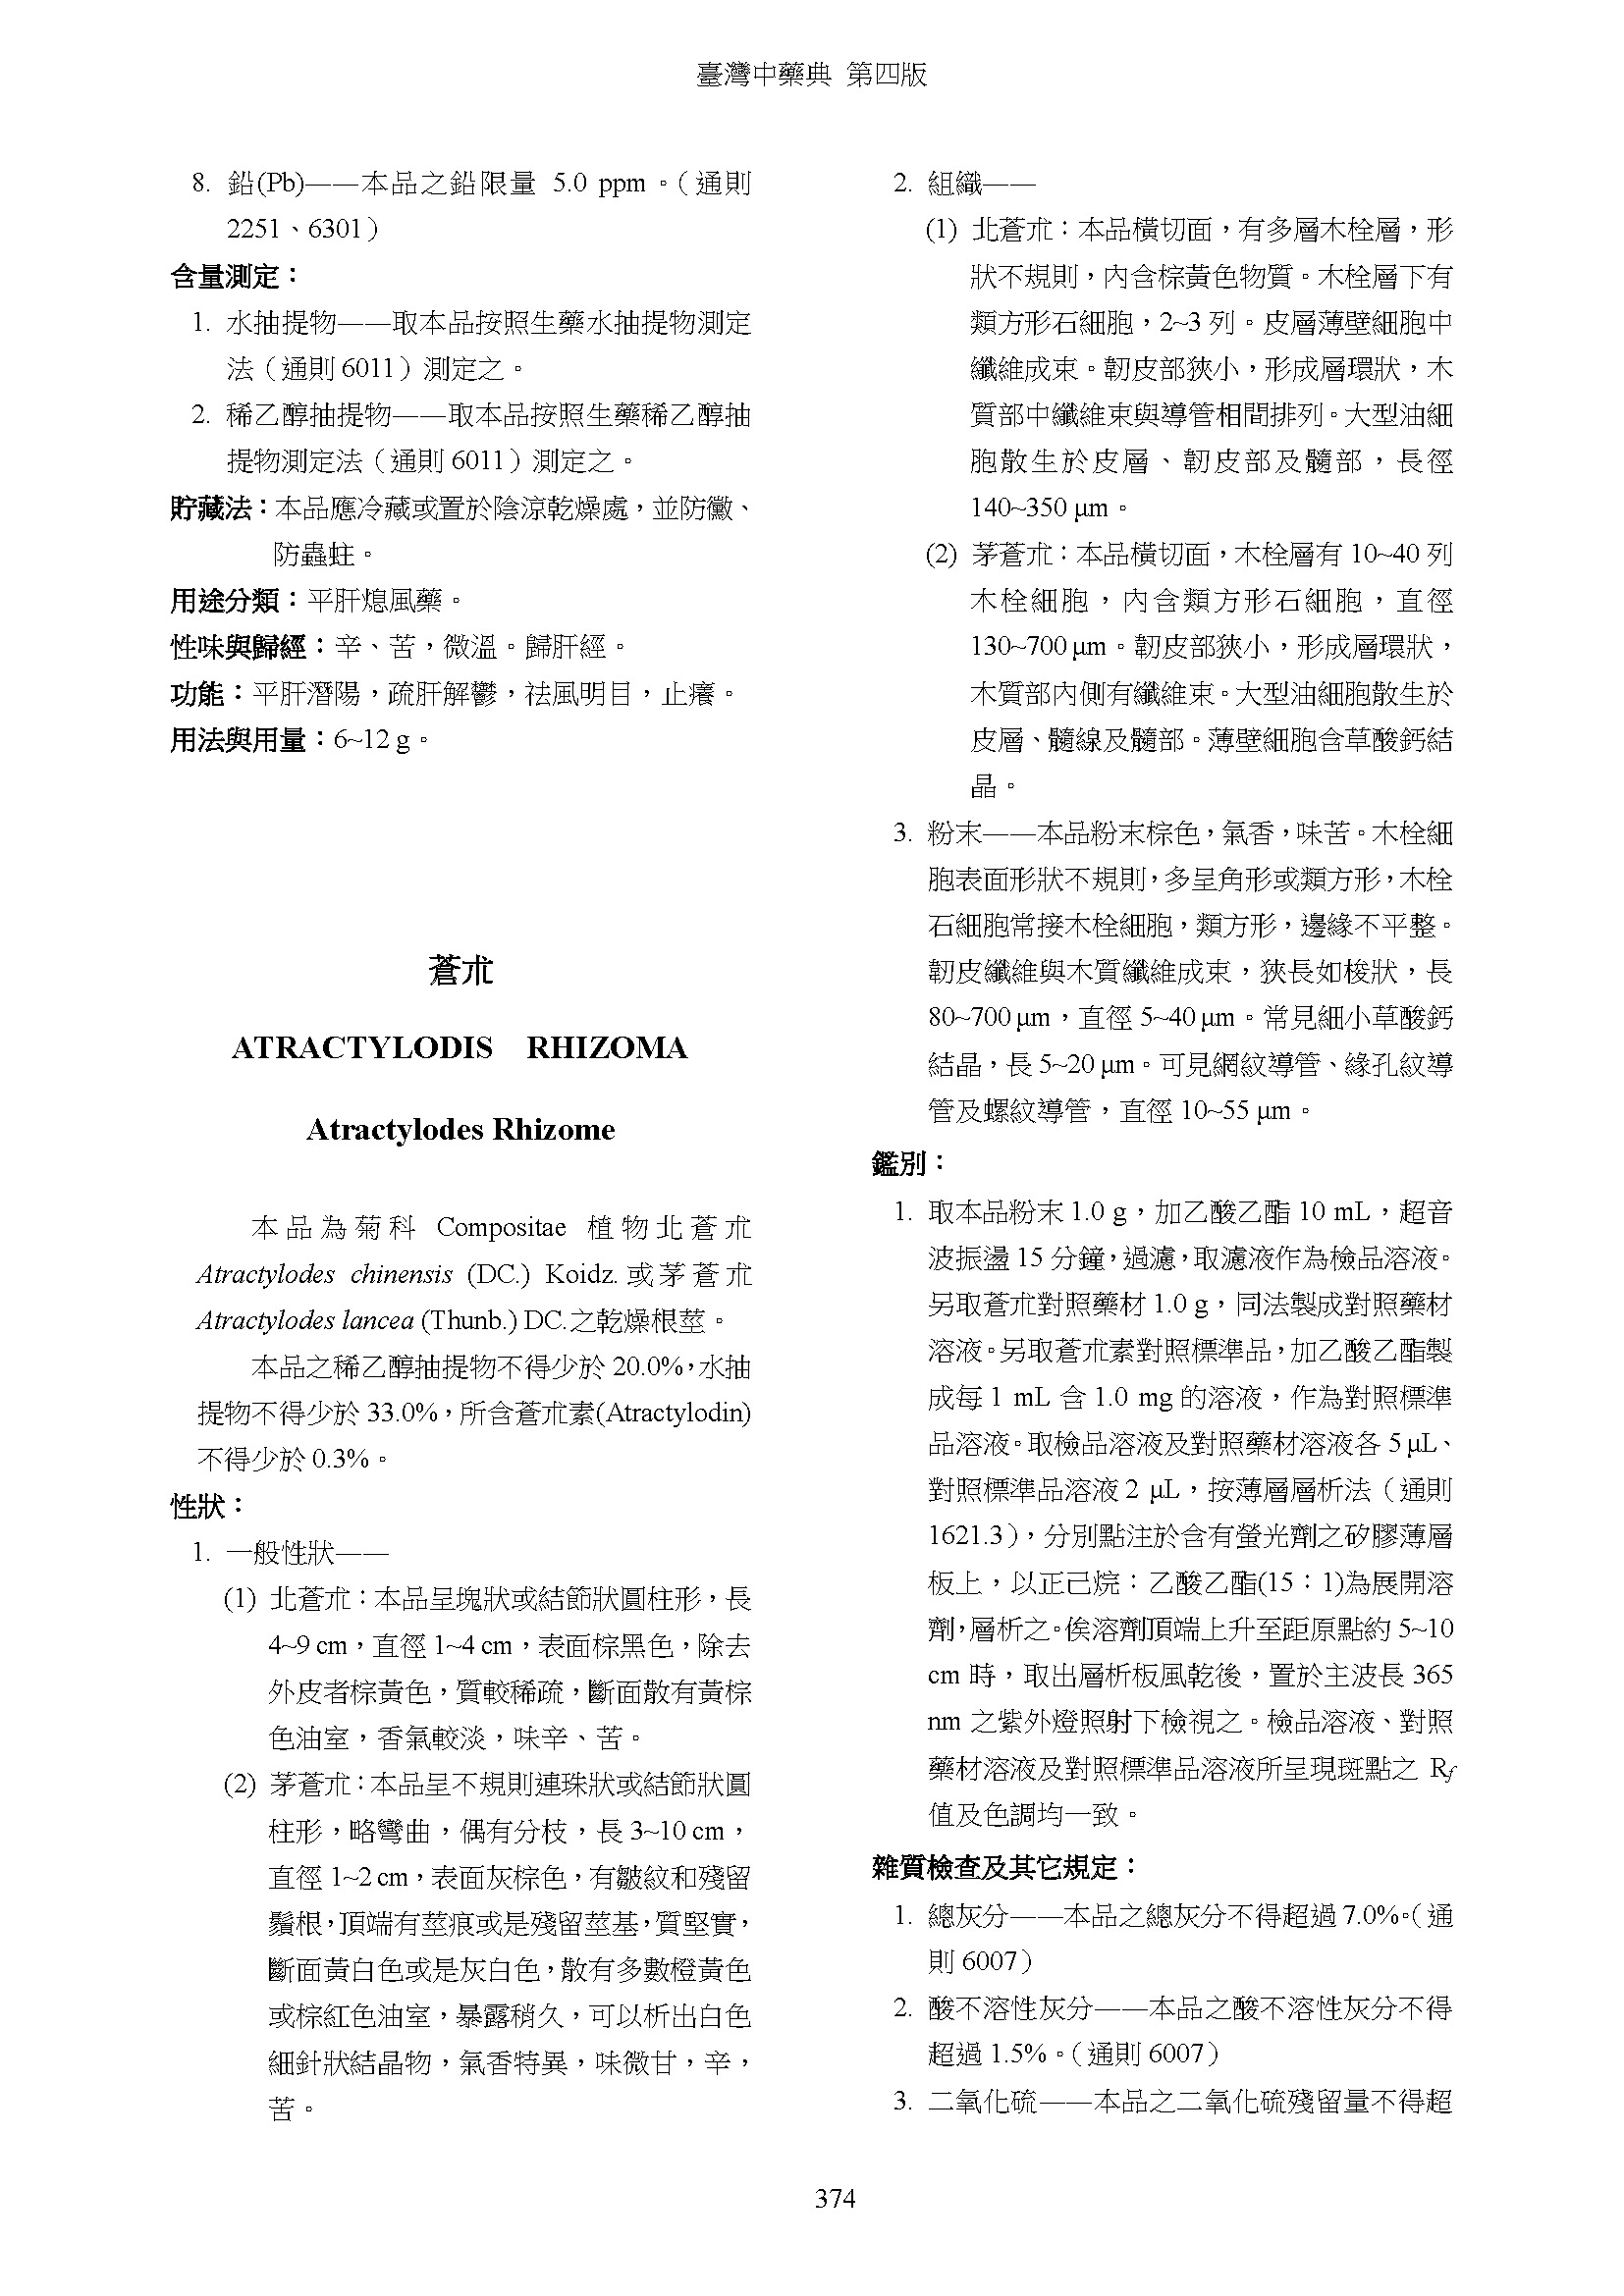 臺灣中藥典 第四版
8. 鉛(Pb)——本品之鉛限量 5.0 ppm。（通則
2251、6301）
含量測定：
1. 水抽提物——取本品按照生藥水抽提物測定
法（通則 6011）測定之。
2. 稀乙醇抽提物——取本品按照生藥稀乙醇抽
提物測定法（通則 6011）測定之。
貯藏法：本品應冷藏或置於陰涼乾燥處，並防黴、
防蟲蛀。
用途分類：平肝熄風藥。
性味與歸經：辛、苦，微溫。歸肝經。
功能：平肝潛陽，疏肝解鬱，祛風明目，止癢。
用法與用量：6~12 g。
蒼朮
ATRACTYLODIS RHIZOMA
Atractylodes Rhizome
本品為菊科 Compositae 植物北蒼朮
Atractylodes chinensis (DC.) Koidz. 或茅蒼朮
Atractylodes lancea (Thunb.) DC.之乾燥根莖。
本品之稀乙醇抽提物不得少於 20.0%，水抽
提物不得少於 33.0%，所含蒼朮素(Atractylodin)
不得少於 0.3%。
性狀：
1. 一般性狀——
(1) 北蒼朮：本品呈塊狀或結節狀圓柱形，長
4~9 cm，直徑 1~4 cm，表面棕黑色，除去
外皮者棕黃色，質較稀疏，斷面散有黃棕
色油室，香氣較淡，味辛、苦。
(2) 茅蒼朮：本品呈不規則連珠狀或結節狀圓
柱形，略彎曲，偶有分枝，長 3~10 cm，
直徑 1~2 cm，表面灰棕色，有皺紋和殘留
鬚根，頂端有莖痕或是殘留莖基，質堅實，
斷面黃白色或是灰白色，散有多數橙黃色
或棕紅色油室，暴露稍久，可以析出白色
細針狀結晶物，氣香特異，味微甘，辛，
苦。
2. 組織——
(1) 北蒼朮：本品橫切面，有多層木栓層，形
狀不規則，內含棕黃色物質。木栓層下有
類方形石細胞，2~3 列。皮層薄壁細胞中
纖維成束。韌皮部狹小，形成層環狀，木
質部中纖維束與導管相間排列。大型油細
胞散生於皮層、韌皮部及髓部，長徑
140~350 μm。
(2) 茅蒼朮：本品橫切面，木栓層有 10~40 列
木栓細胞，內含類方形石細胞，直徑
130~700 μm。韌皮部狹小，形成層環狀，
木質部內側有纖維束。大型油細胞散生於
皮層、髓線及髓部。薄壁細胞含草酸鈣結
晶。
3. 粉末——本品粉末棕色，氣香，味苦。木栓細
胞表面形狀不規則，多呈角形或類方形，木栓
石細胞常接木栓細胞，類方形，邊緣不平整。
韌皮纖維與木質纖維成束，狹長如梭狀，長
80~700 μm，直徑 5~40 μm。常見細小草酸鈣
結晶，長 5~20 μm。可見網紋導管、緣孔紋導
管及螺紋導管，直徑 10~55 μm。
鑑別：
1. 取本品粉末 1.0 g，加乙酸乙酯 10 mL，超音
波振盪 15 分鐘，過濾，取濾液作為檢品溶液。
另取蒼朮對照藥材 1.0 g，同法製成對照藥材
溶液。另取蒼朮素對照標準品，加乙酸乙酯製
成每 1 mL 含 1.0 mg 的溶液，作為對照標準
品溶液。取檢品溶液及對照藥材溶液各 5 μL、
對照標準品溶液 2 μL，按薄層層析法（通則
1621.3），分別點注於含有螢光劑之矽膠薄層
板上，以正己烷：乙酸乙酯(15：1)為展開溶
劑，層析之。俟溶劑頂端上升至距原點約 5~10
cm 時，取出層析板風乾後，置於主波長 365
nm 之紫外燈照射下檢視之。檢品溶液、對照
藥材溶液及對照標準品溶液所呈現斑點之 Rf
值及色調均一致。
雜質檢查及其它規定：
1. 總灰分——本品之總灰分不得超過 7.0%。（通
則 6007）
2. 酸不溶性灰分——本品之酸不溶性灰分不得
超過 1.5%。（通則 6007）
3. 二氧化硫——本品之二氧化硫殘留量不得超
374